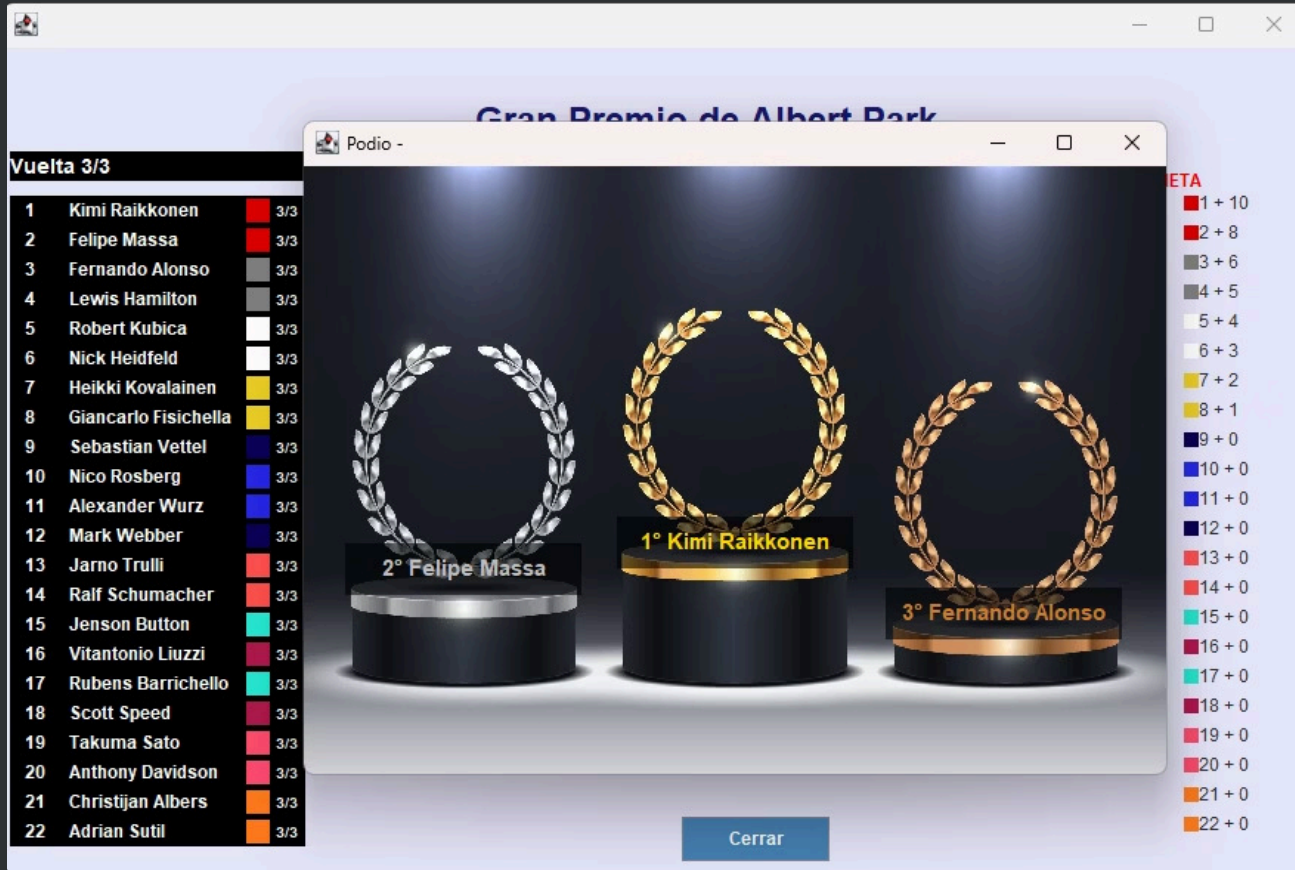 Gran Premio de Albert Park
Podio -
Vuelta 3/3
1 Kimi Raikkonen 3/3
2 Felipe Massa 3/3
3 Fernando Alonso 3/3
4 Lewis Hamilton 3/3
5 Robert Kubica 3/3
6 Nick Heidfeld 3/3
7 Heikki Kovalainen 3/3
8 Giancarlo Fisichella 3/3
9 Sebastian Vettel 3/3
10 Nico Rosberg 3/3
11 Alexander Wurz 3/3
12 Mark Webber 3/3
13 Jarno Trulli 3/3
14 Ralf Schumacher 3/3
15 Jenson Button 3/3
16 Vitantonio Liuzzi 3/3
17 Rubens Barrichello 3/3
18 Scott Speed 3/3
19 Takuma Sato 3/3
20 Anthony Davidson 3/3
21 Christijan Albers 3/3
22 Adrian Sutil 3/3
1° Kimi Raikkonen
2° Felipe Massa
3° Fernando Alonso
1 + 10
2 + 8
3 + 6
4 + 5
5 + 4
6 + 3
7 + 2
8 + 1
9 + 0
10 + 0
11 + 0
12 + 0
13 + 0
14 + 0
15 + 0
16 + 0
17 + 0
18 + 0
19 + 0
20 + 0
21 + 0
22 + 0
Cerrar